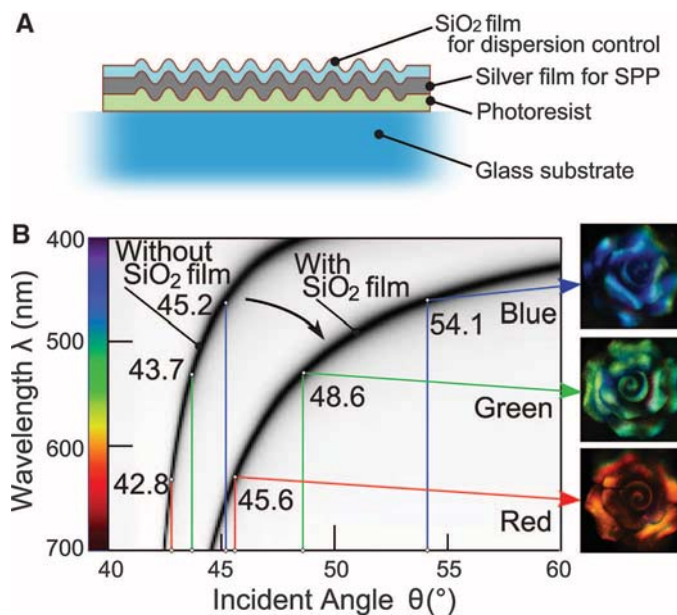 A
SiO2 film
for dispersion control
Silver film for SPP
Photoresist
Glass substrate
B
Wavelength λ (nm)
400
500
600
700
Without
SiO2 film
With
SiO2 film
45.2
43.7
42.8
54.1
48.6
45.6
Blue
Green
Red
40
45
50
55
60
Incident Angle θ(°)